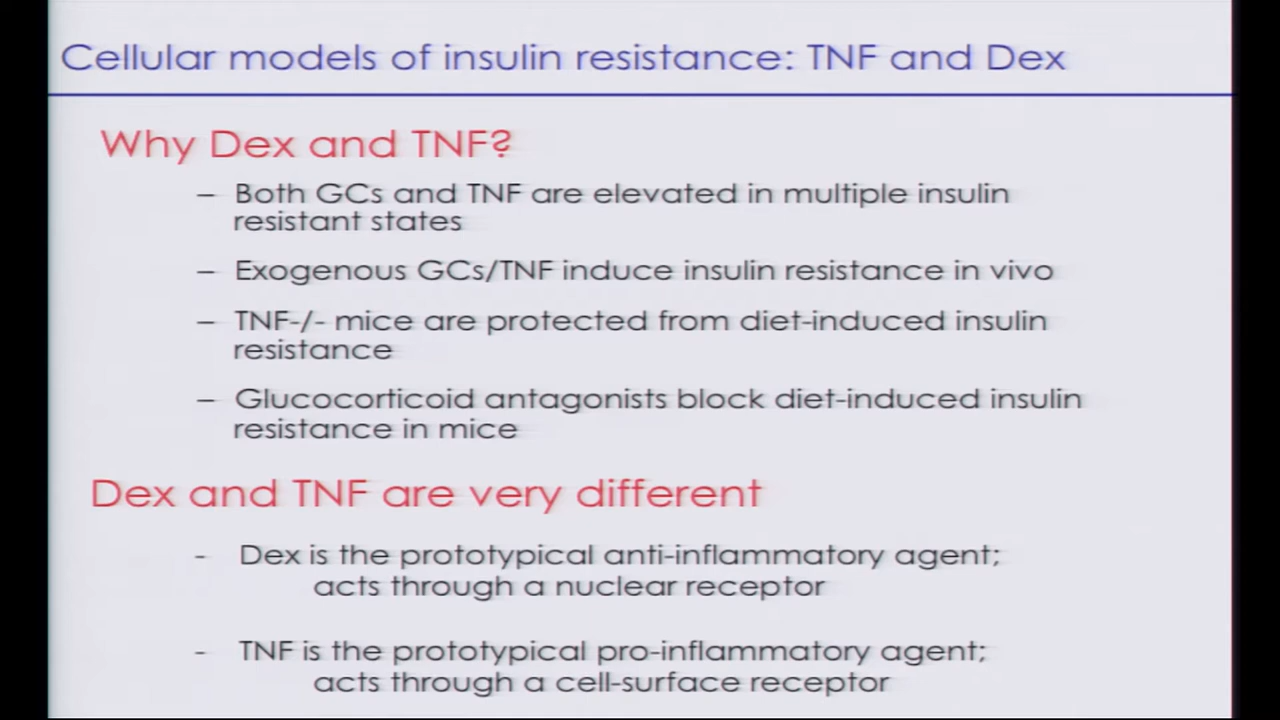 Cellular models of insulin resistance: TNF and Dex
Why Dex and TNF?
– Both GCs and TNF are elevated in multiple insulin
resistant states
– Exogenous GCs/TNF induce insulin resistance in vivo
– TNF-/- mice are protected from diet-induced insulin
resistance
– Glucocorticoid antagonists block diet-induced insulin
resistance in mice
Dex and TNF are very different
- Dex is the prototypical anti-inflammatory agent;
acts through a nuclear receptor
- TNF is the prototypical pro-inflammatory agent;
acts through a cell-surface receptor